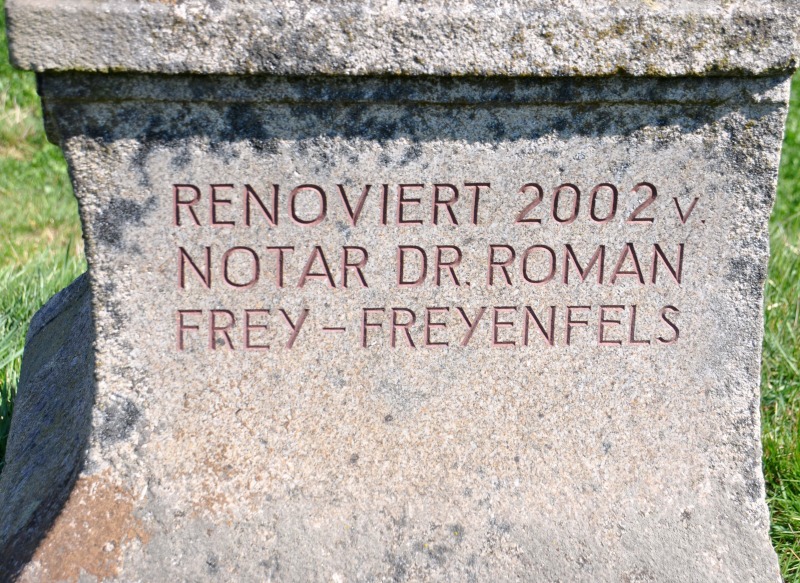 RENOVIERT 2002 v.
NOTAR DR. ROMAN
FREY – FREYENFELS